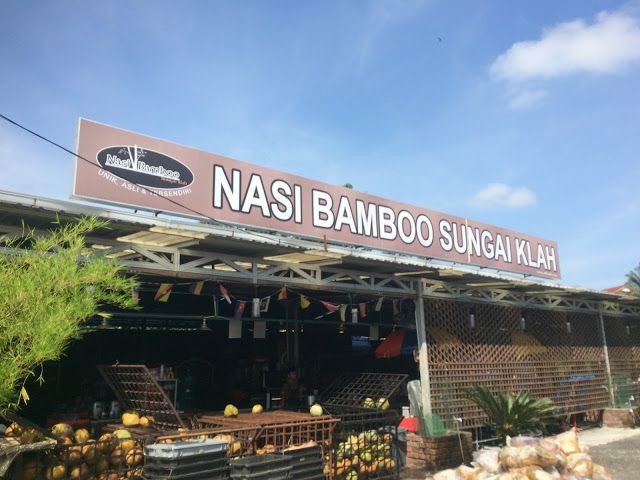 Nasi Bamboo
UNIK, ASLI & TERSENDIRI
NASI BAMBOO SUNGAI KLAH